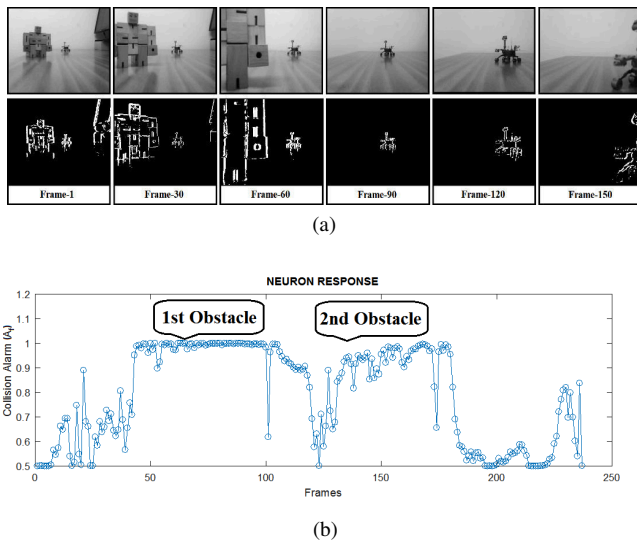 Frame-1 Frame-30 Frame-60 Frame-90 Frame-120 Frame-150
(a)
NEURON RESPONSE
1.2
1.1
1
0.9
0.8
0.7
0.6
0.5
Collision Alarm (Aₜ)
1st Obstacle
2nd Obstacle
0 50 100 150 200 250
Frames
(b)